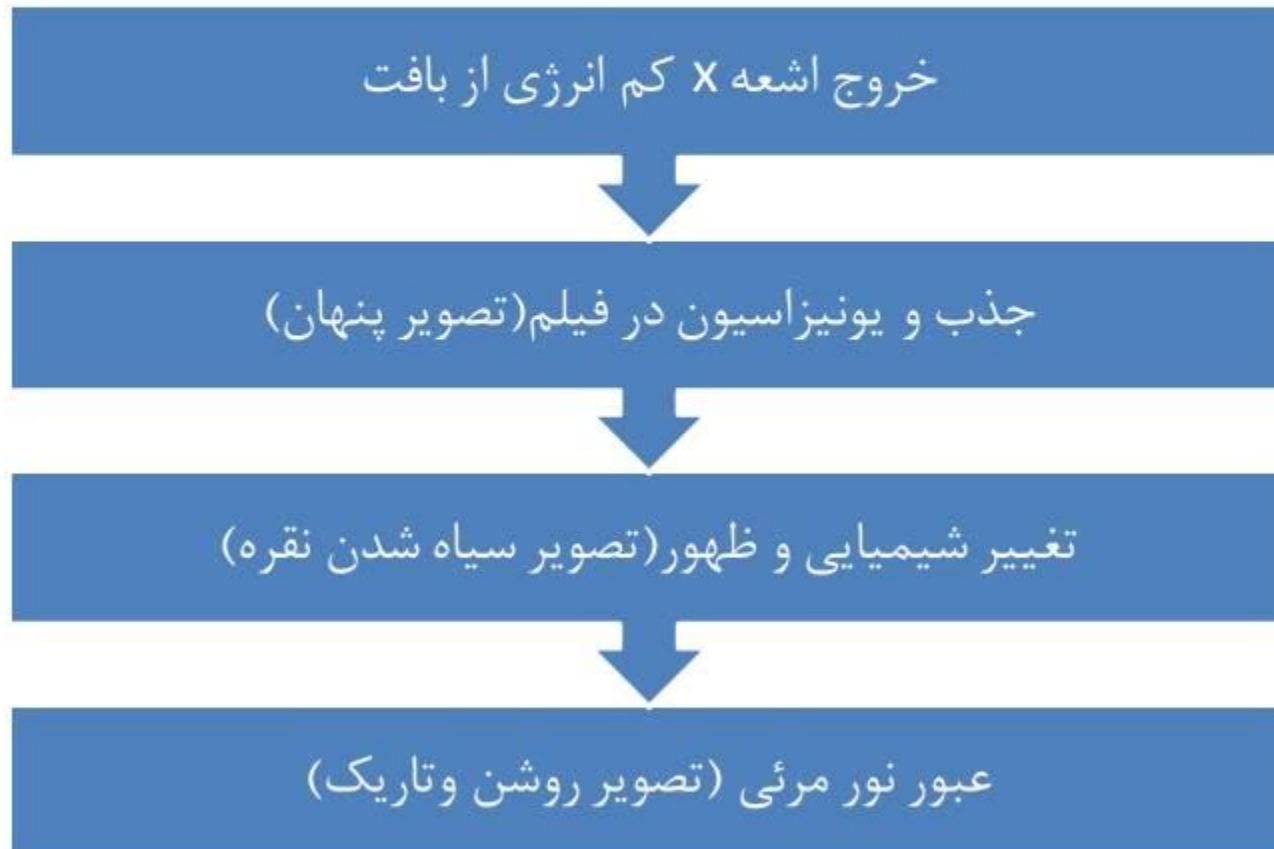 خروج اشعه X کم انرژی از بافت
جذب و یونیزاسیون در فیلم(تصویر پنهان)
تغییر شیمیایی و ظهور(تصویر سیاه شدن نقره)
عبور نور مرئی (تصویر روشن وتاریک)